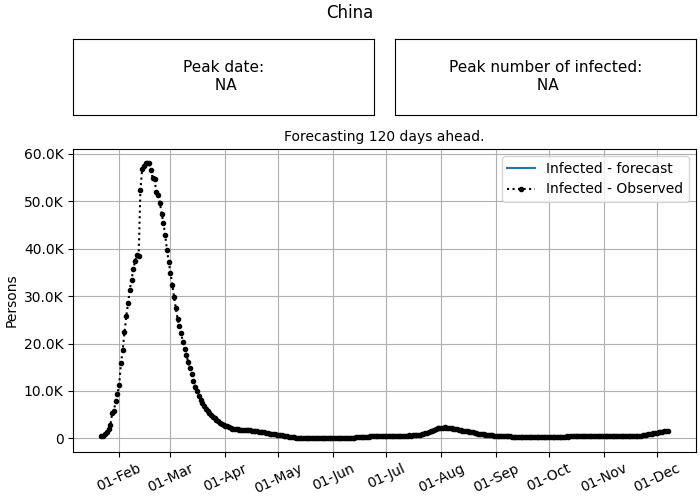 China
Peak date:
NA
Peak number of infected:
NA
Forecasting 120 days ahead.
Infected - forecast
Infected - Observed
Persons
60.0K
50.0K
40.0K
30.0K
20.0K
10.0K
0
01-Feb
01-Mar
01-Apr
01-May
01-Jun
01-Jul
01-Aug
01-Sep
01-Oct
01-Nov
01-Dec